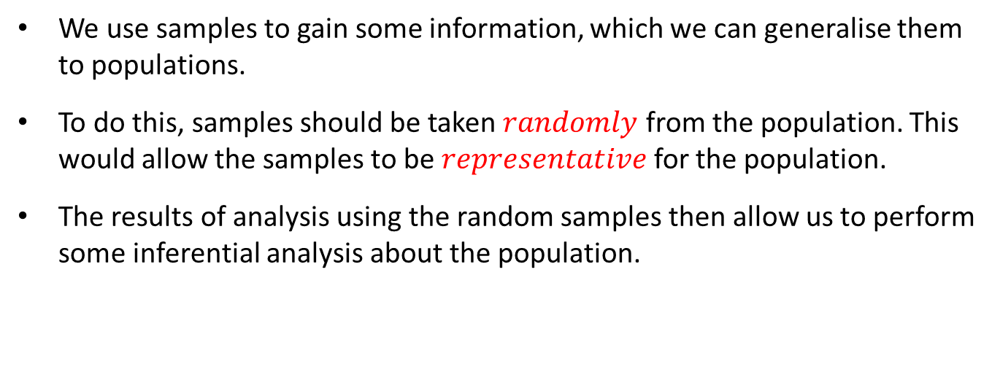 • We use samples to gain some information, which we can generalise them
to populations.
• To do this, samples should be taken randomly from the population. This
would allow the samples to be representative for the population.
• The results of analysis using the random samples then allow us to perform
some inferential analysis about the population.